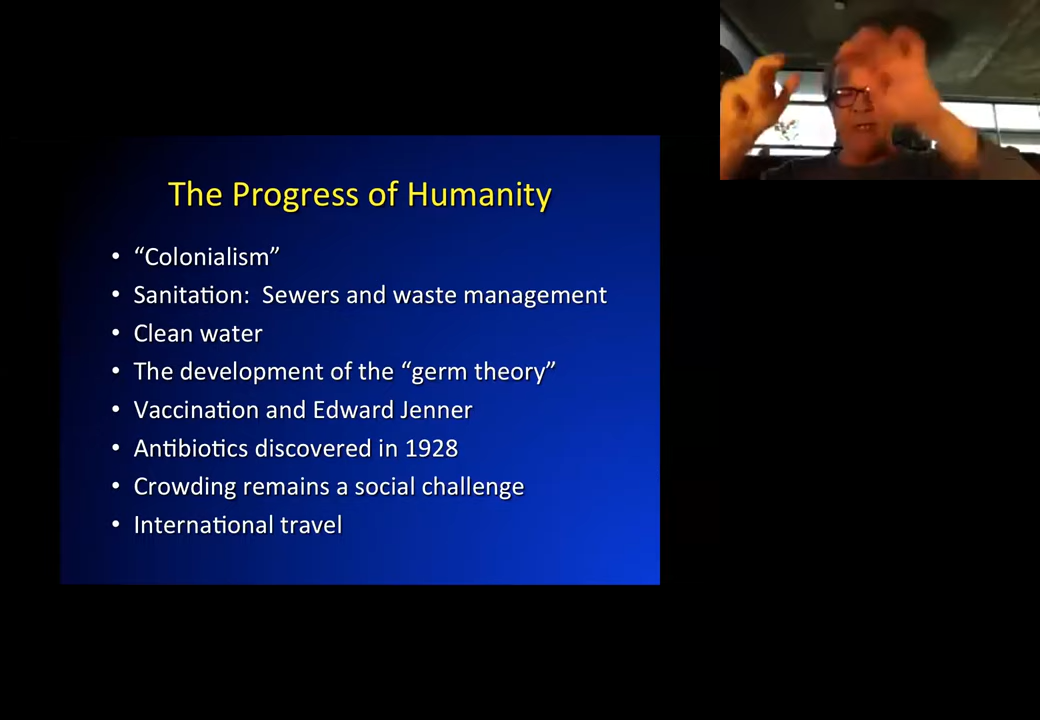 The Progress of Humanity
• “Colonialism”
• Sanitation:  Sewers and waste management
• Clean water
• The development of the “germ theory”
• Vaccination and Edward Jenner
• Antibiotics discovered in 1928
• Crowding remains a social challenge
• International travel